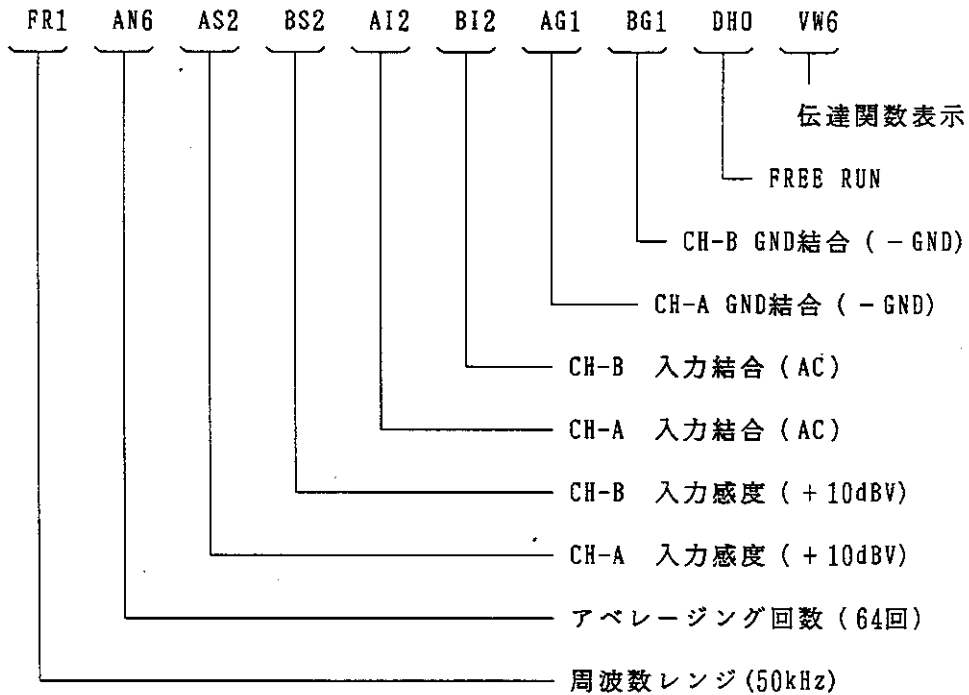 FR1 AN6 AS2 BS2 AI2 BI2 AG1 BG1 DH0 VW6
伝達関数表示
FREE RUN
CH-B GND結合 (-GND)
CH-A GND結合 (-GND)
CH-B 入力結合 (AC)
CH-A 入力結合 (AC)
CH-B 入力感度 (+10dBV)
CH-A 入力感度 (+10dBV)
アベレージング回数 (64回)
周波数レンジ (50kHz)